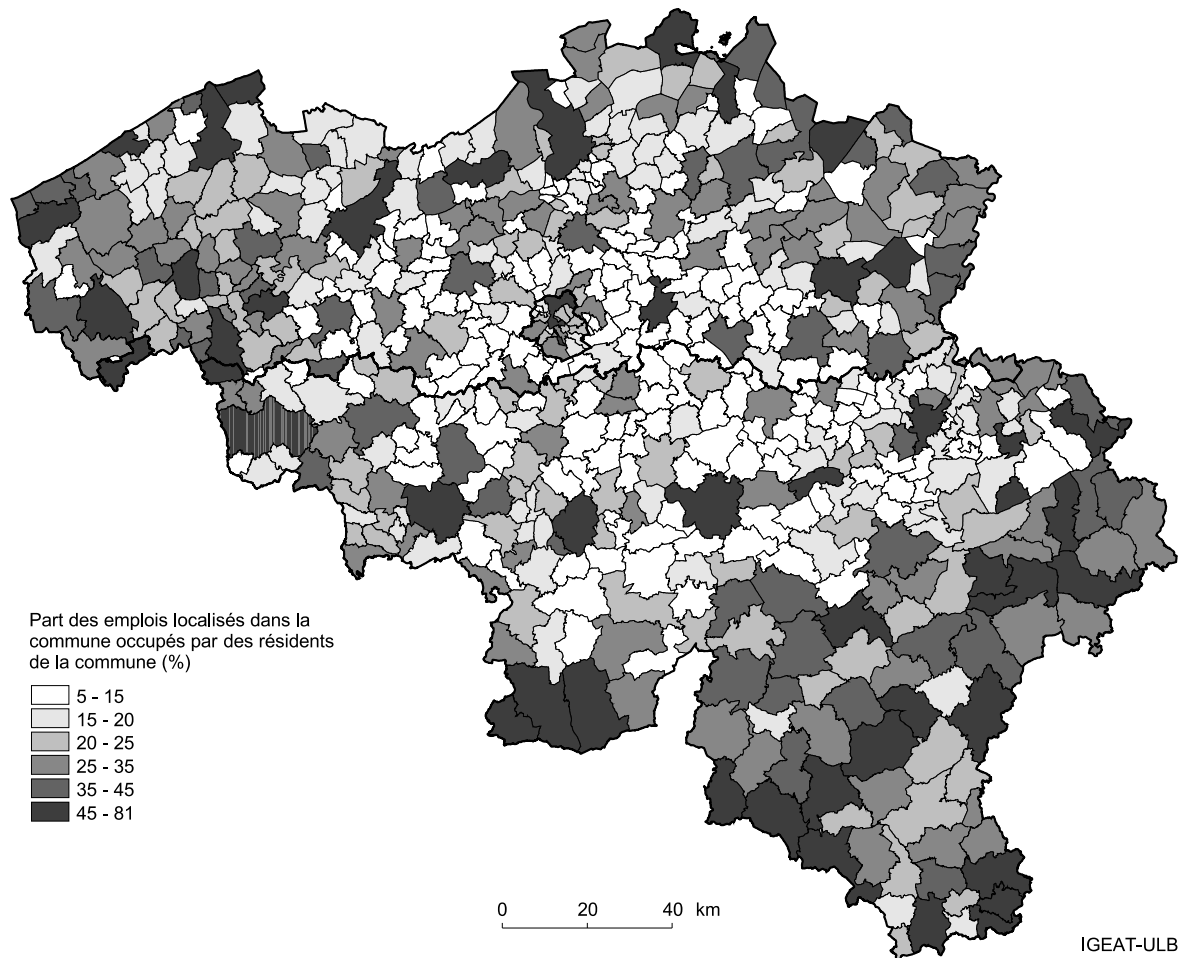 Part des emplois localisés dans la
commune occupés par des résidents
de la commune (%)
5 - 15
15 - 20
20 - 25
25 - 35
35 - 45
45 - 81
0 20 40 km
IGEAT-ULB